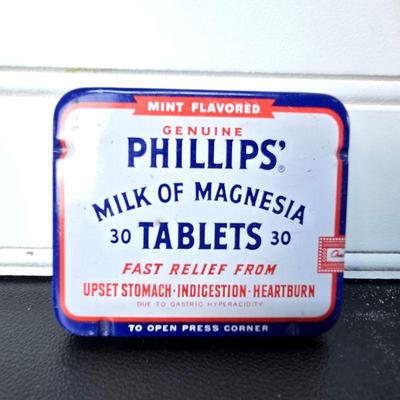 MINT FLAVORED
GENUINE
PHILLIPS'®
MILK OF MAGNESIA
30 TABLETS 30
FAST RELIEF FROM
UPSET STOMACH·INDIGESTION·HEARTBURN
DUE TO GASTRIC HYPERACIDITY
TO OPEN PRESS CORNER